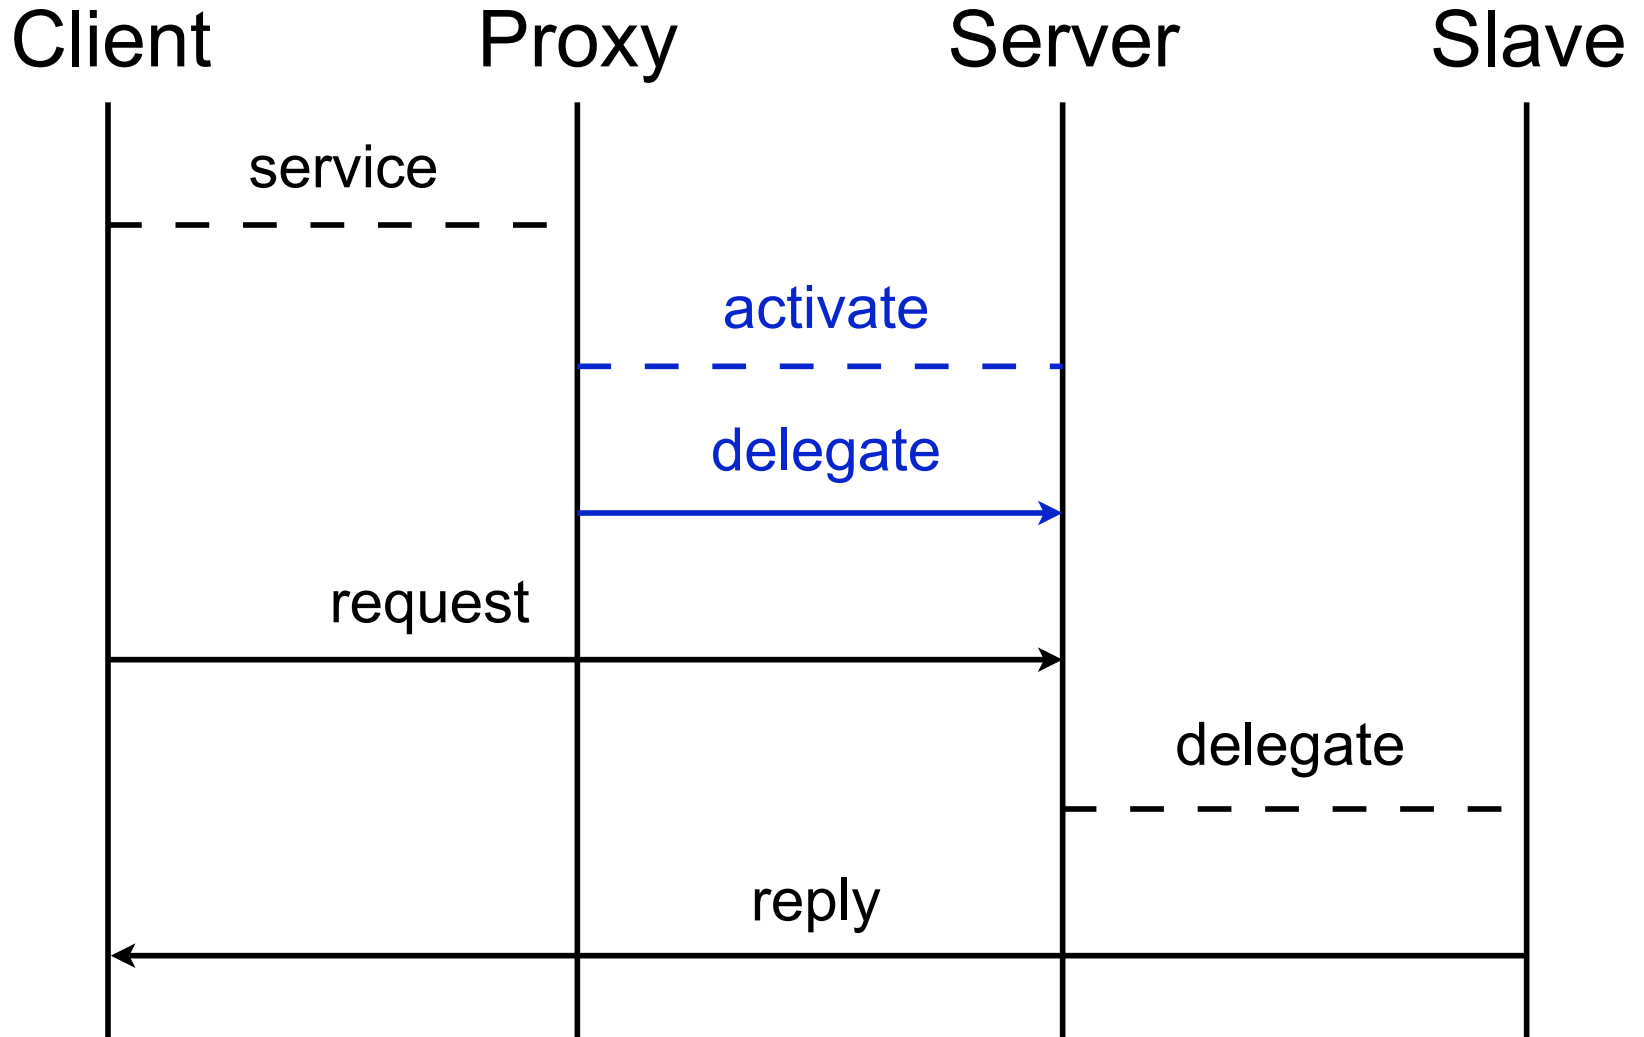 Client Proxy Server Slave
service
activate
delegate
request
delegate
reply